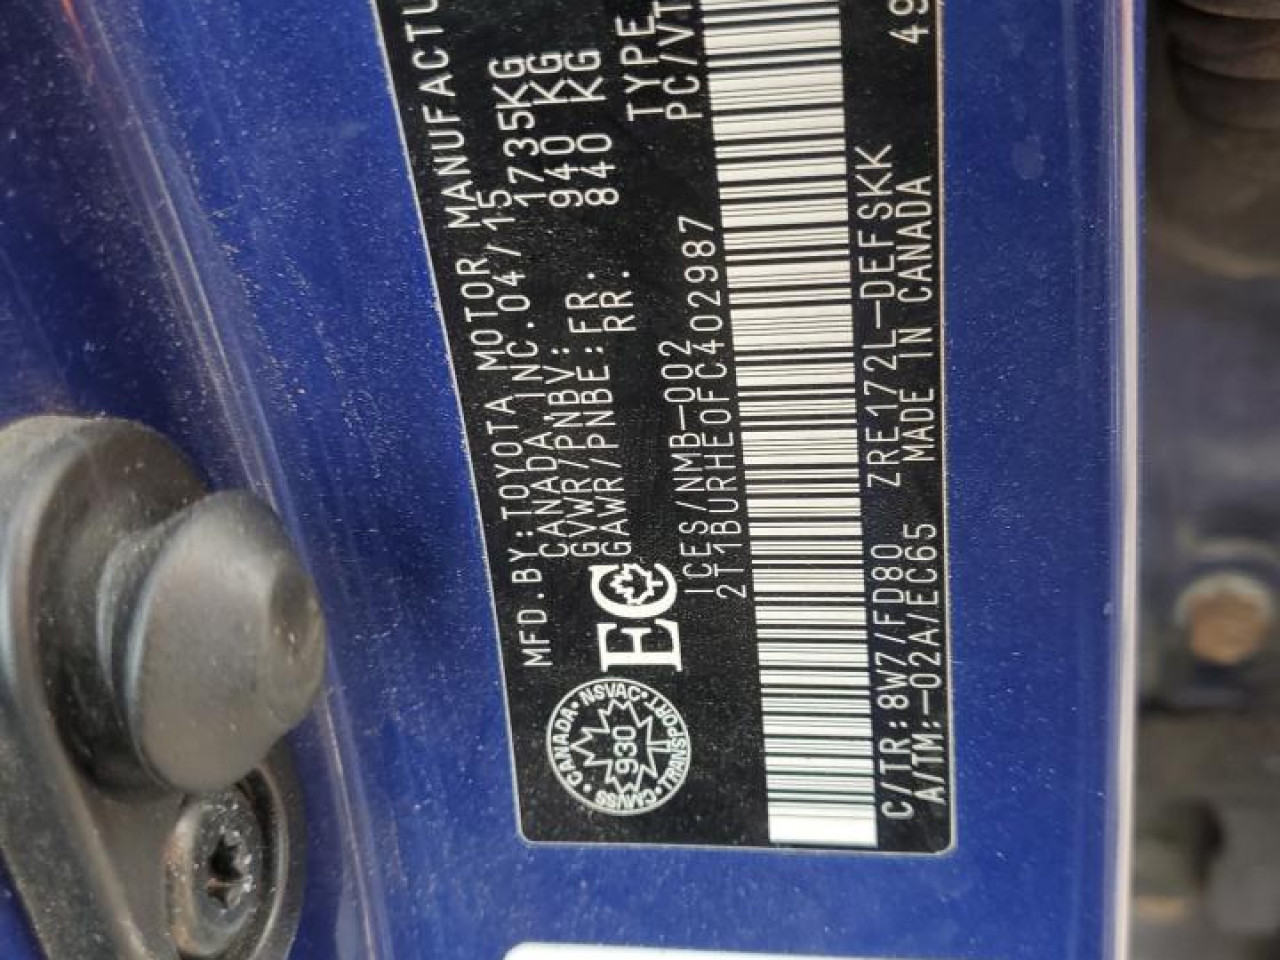 MFD.BY:TOYOTA MOTOR MANUFACTU
CANADA INC.04/15
GVWR/PNBV: 1735KG
GAWR/PNBE:FR. 940 KG
RR. 840 KG
EC
ICES/NMB-002 TYPE
2T1BURHE0FC402987 PC/VT
CANADA • NSVAC • TRANSPORT • CMVSS
930
C/TR:8W7/FD80 ZRE172L-DEFSKK 49
A/TM:-02A/EC65 MADE IN CANADA